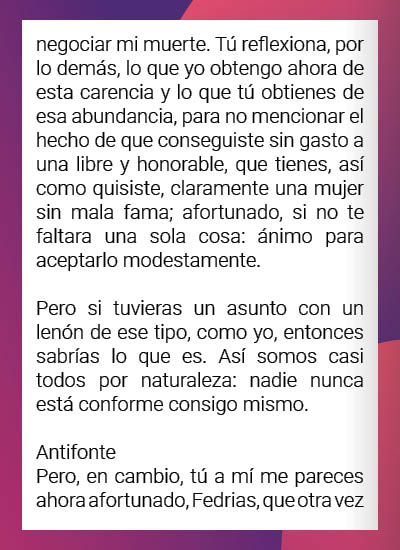 negociar mi muerte. Tú reflexiona, por
lo demás, lo que yo obtengo ahora de
esta carencia y lo que tú obtienes de
esa abundancia, para no mencionar el
hecho de que conseguiste sin gasto a
una libre y honorable, que tienes, así
como quisiste, claramente una mujer
sin mala fama; afortunado, si no te
faltara una sola cosa: ánimo para
aceptarlo modestamente.
Pero si tuvieras un asunto con un
lenón de ese tipo, como yo, entonces
sabrías lo que es. Así somos casi
todos por naturaleza: nadie nunca
está conforme consigo mismo.
Antifonte
Pero, en cambio, tú a mí me pareces
ahora afortunado, Fedrias, que otra vez